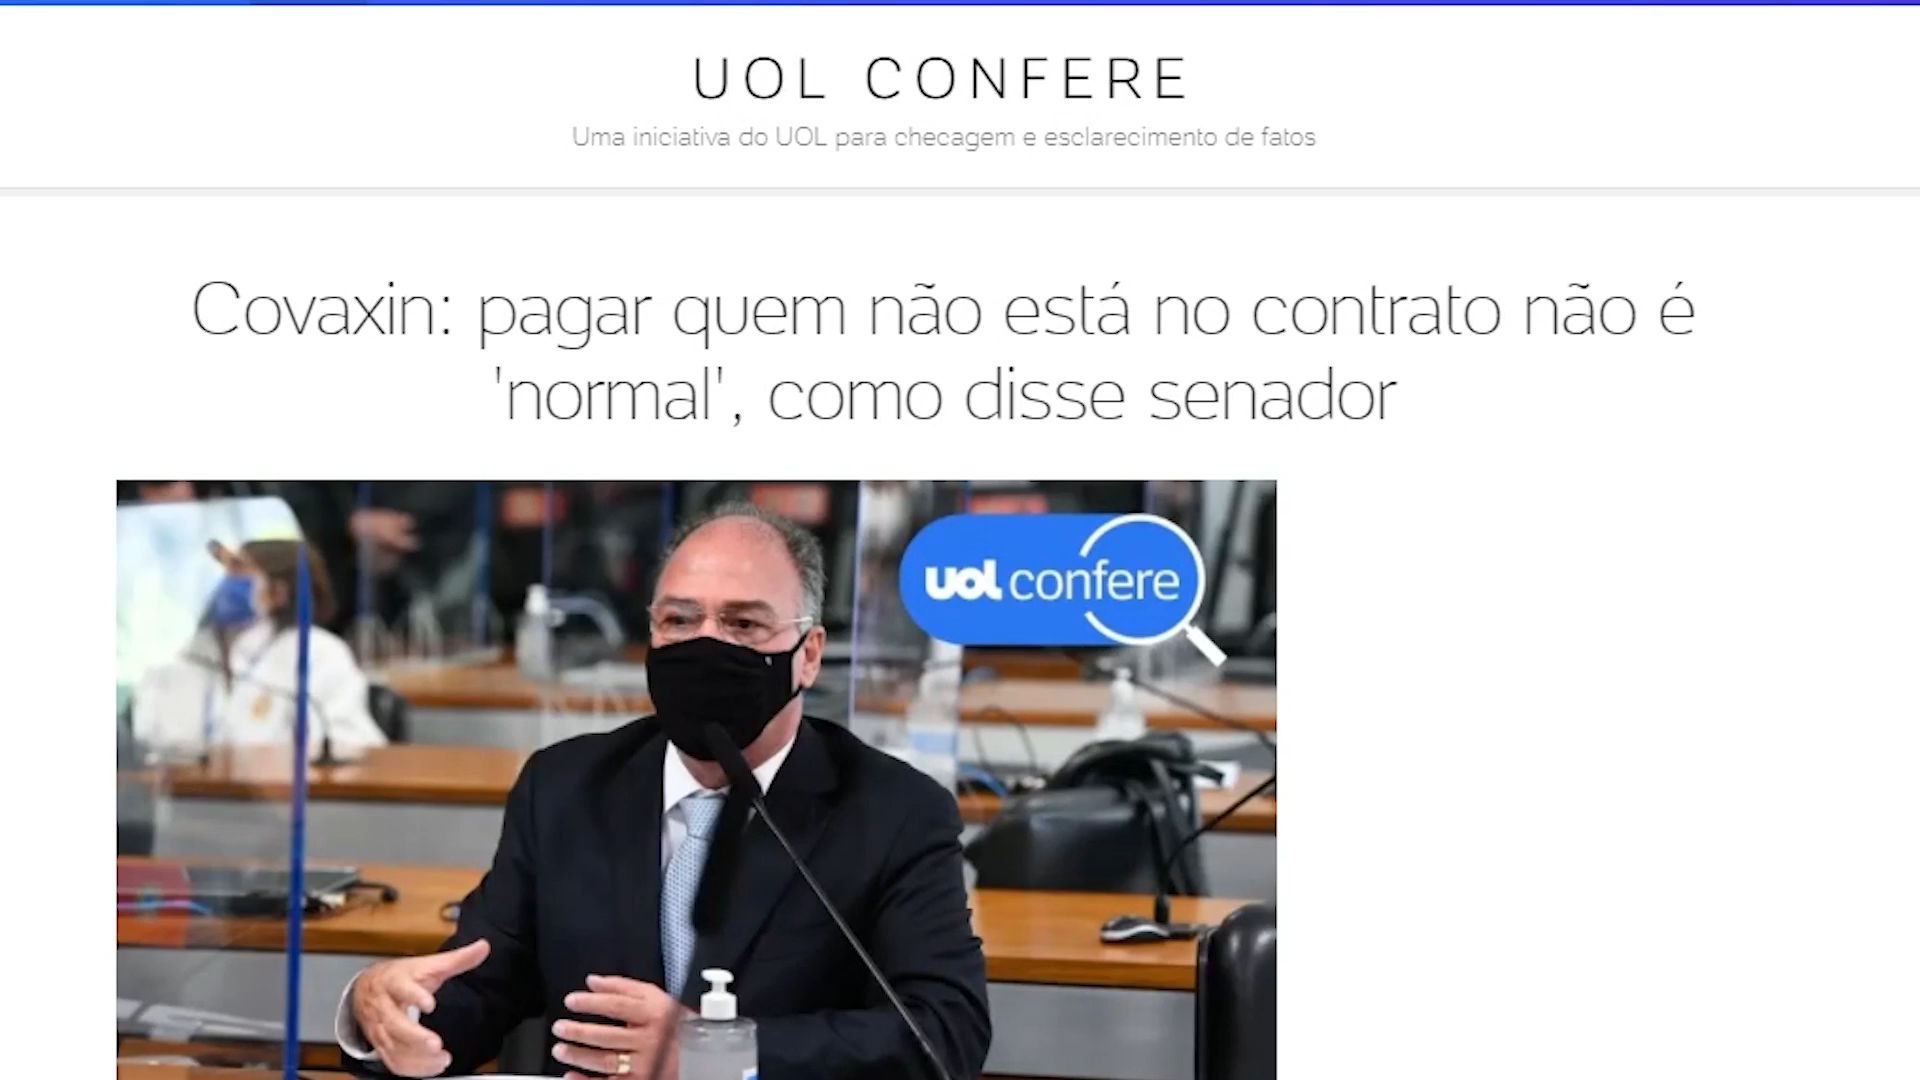 UOL CONFERE
Uma iniciativa do UOL para checagem e esclarecimento de fatos
Covaxin: pagar quem não está no contrato não é
'normal', como disse senador
uol confere